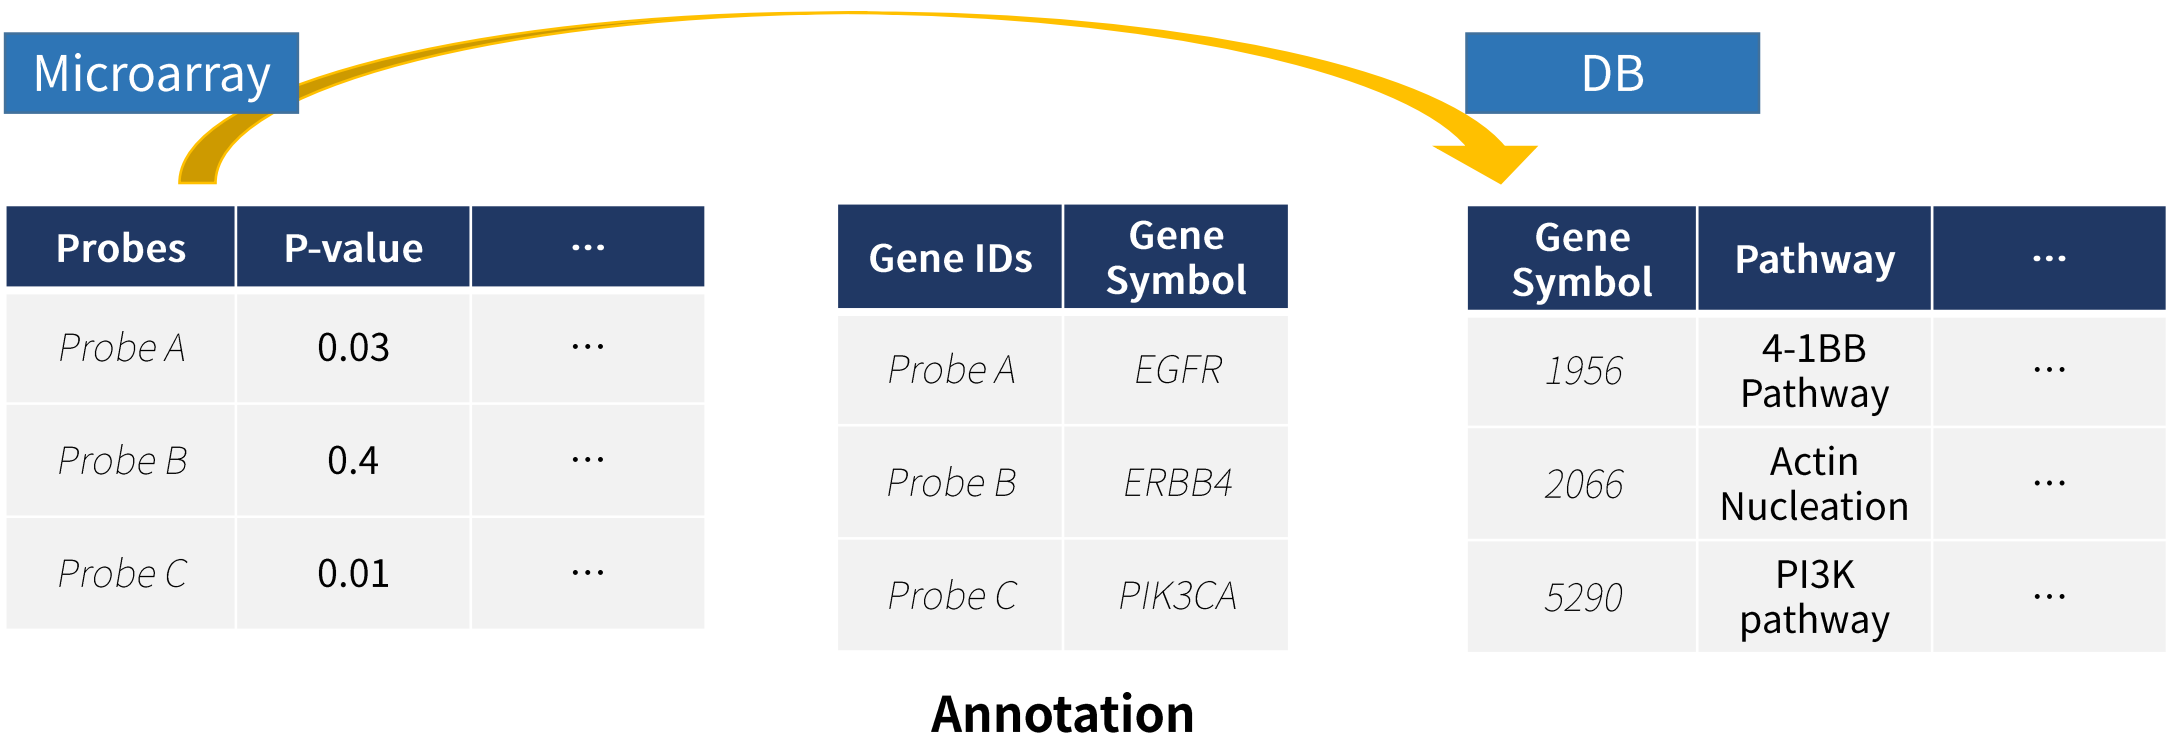 Microarray
DB
Probes P-value ...
Probe A 0.03 ...
Probe B 0.4 ...
Probe C 0.01 ...
Gene IDs Gene
Symbol
Probe A EGFR
Probe B ERBB4
Probe C PIK3CA
Annotation
Gene
Symbol Pathway ...
1956 4-1BB
Pathway ...
2066 Actin
Nucleation ...
5290 PI3K
pathway ...